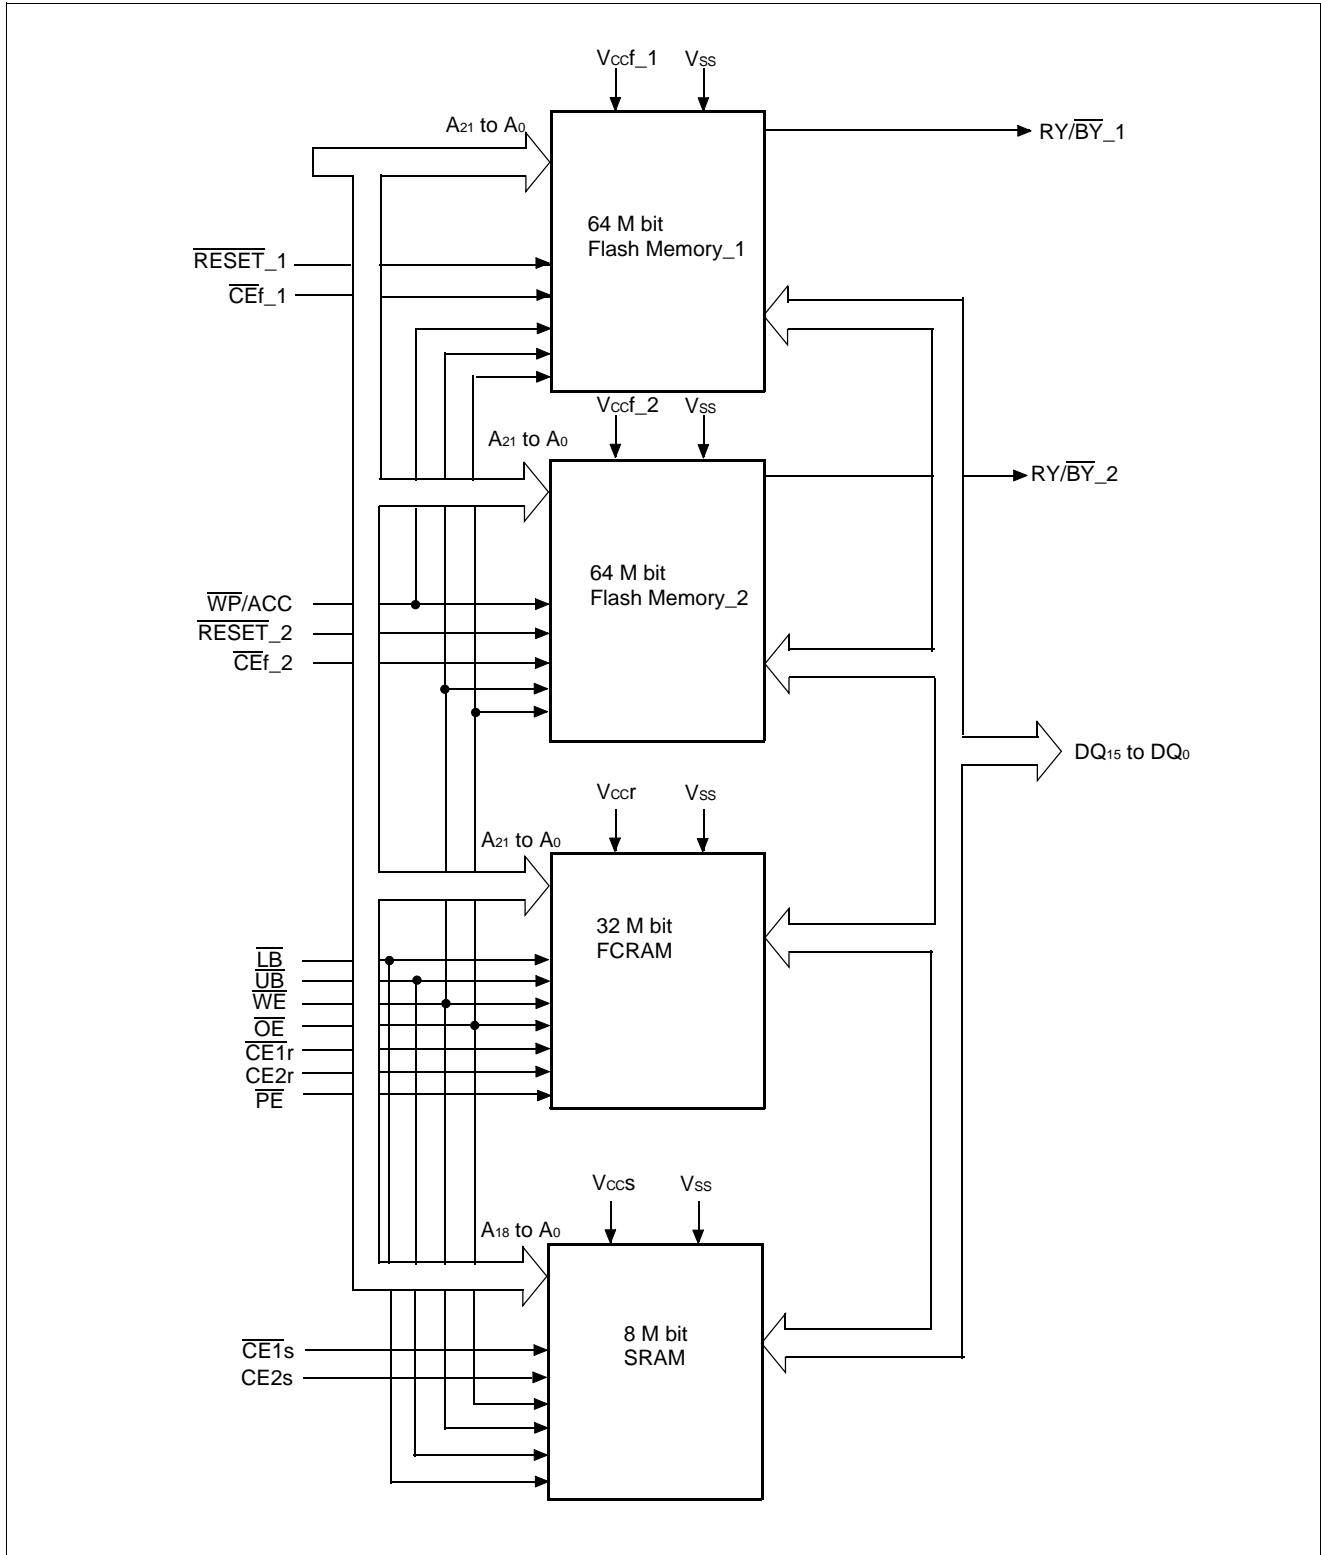 VCCf_1 VSS
A21 to A0
RY/BY_1
64 M bit
Flash Memory_1
RESET_1
CEf_1
VCCf_2 VSS
A21 to A0
RY/BY_2
64 M bit
Flash Memory_2
WP/ACC
RESET_2
CEf_2
DQ15 to DQ0
VCCr VSS
A21 to A0
32 M bit
FCRAM
LB
UB
WE
OE
CE1r
CE2r
PE
VCCs VSS
A18 to A0
8 M bit
SRAM
CE1s
CE2s